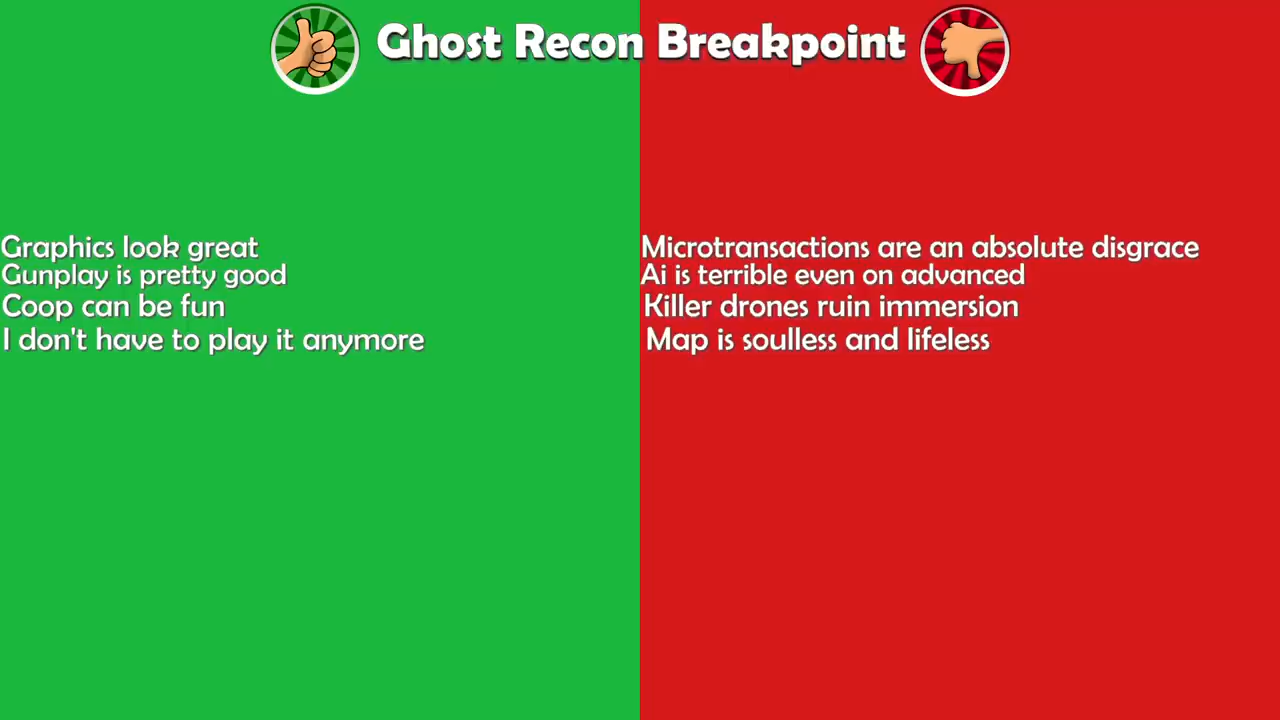 Ghost Recon Breakpoint
Graphics look great
Gunplay is pretty good
Coop can be fun
I don't have to play it anymore
Microtransactions are an absolute disgrace
Ai is terrible even on advanced
Killer drones ruin immersion
Map is soulless and lifeless